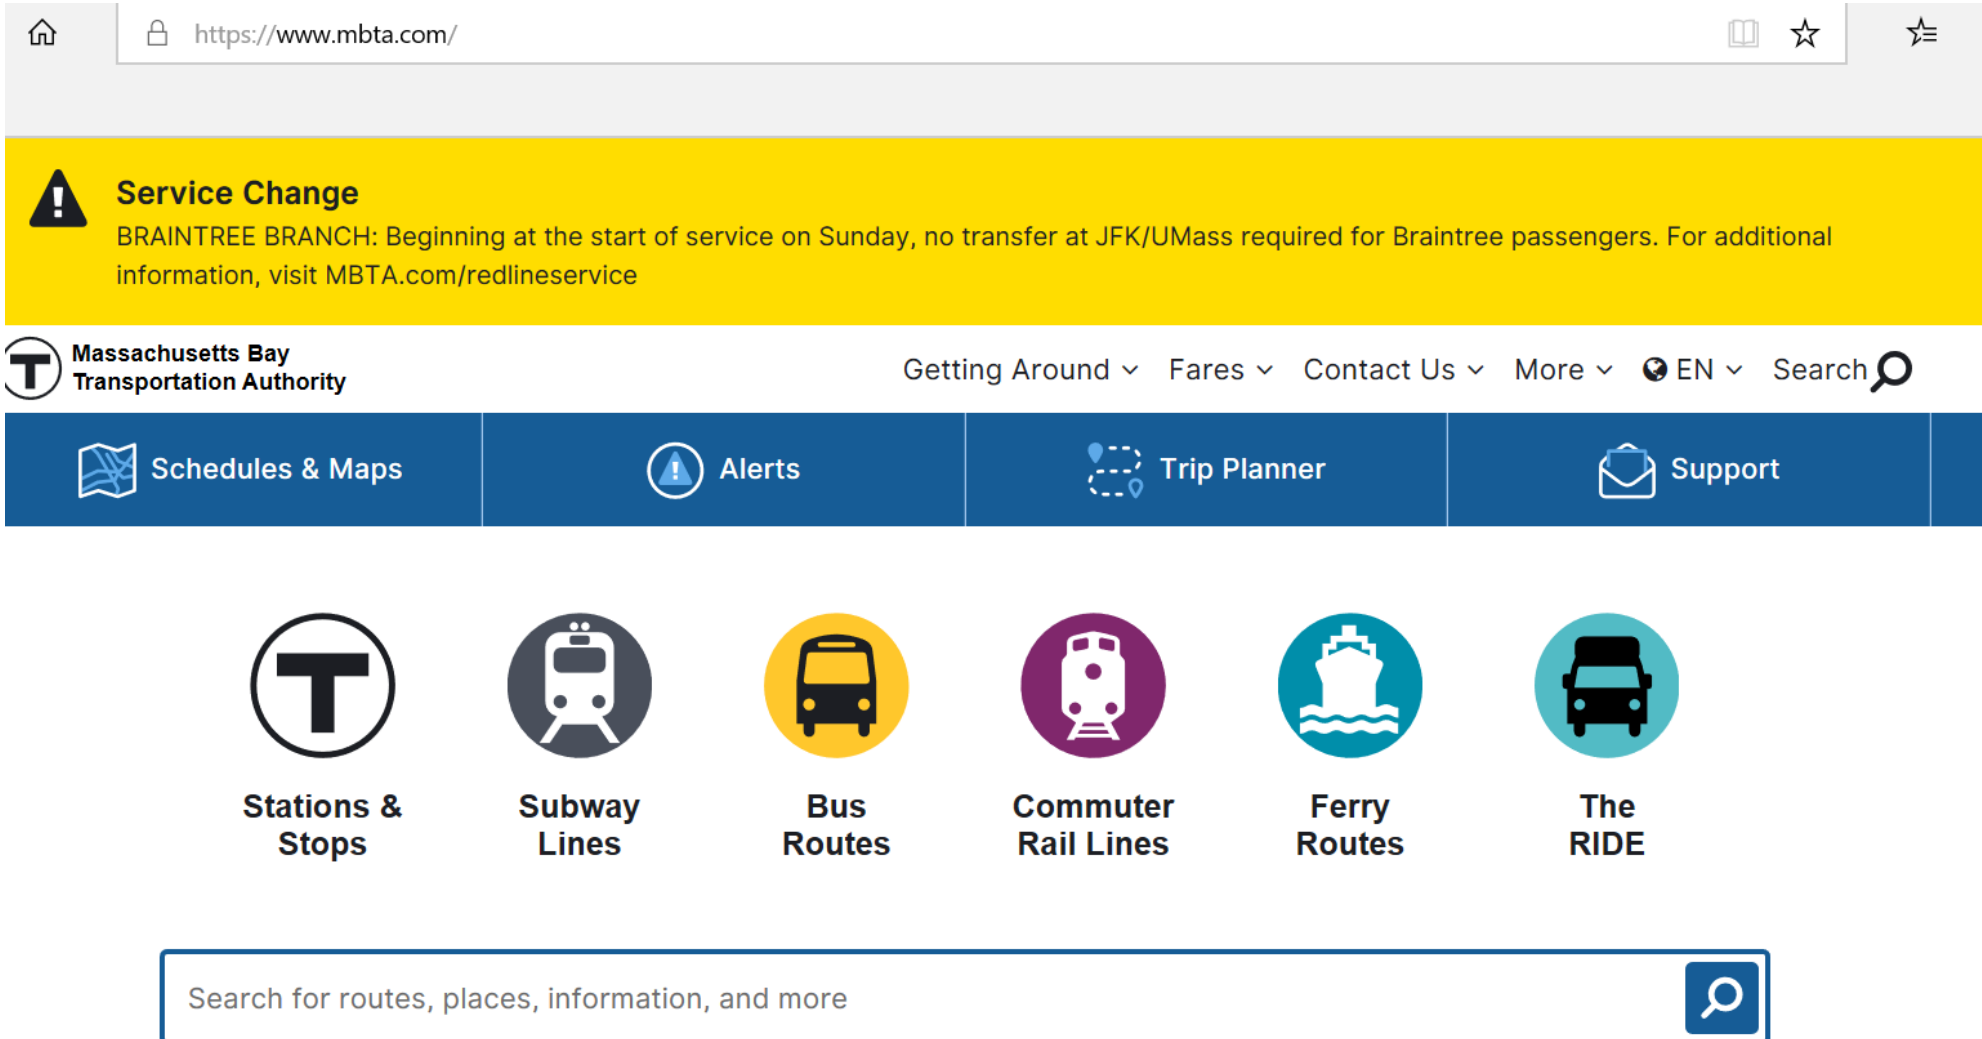 https://www.mbta.com/
Service Change
BRAINTREE BRANCH: Beginning at the start of service on Sunday, no transfer at JFK/UMass required for Braintree passengers. For additional
information, visit MBTA.com/redlineservice
T Massachusetts Bay
Transportation Authority
Getting Around Fares Contact Us More EN Search
Schedules & Maps Alerts Trip Planner Support
T
Stations &
Stops
Subway
Lines
Bus
Routes
Commuter
Rail Lines
Ferry
Routes
The
RIDE
Search for routes, places, information, and more